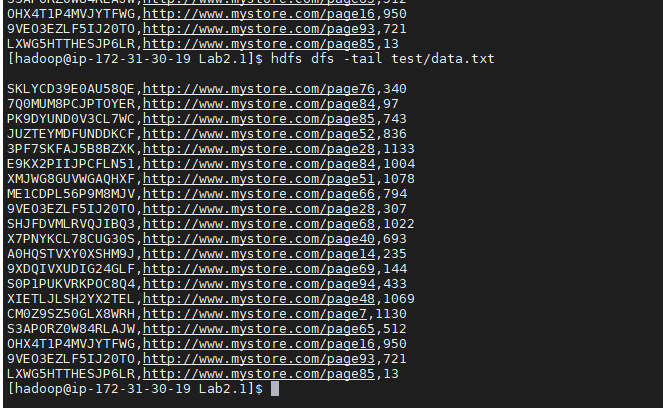 OHX4T1P4MVJYTFWG,http://www.mystore.com/page16,950
9VEO3EZLF5IJ20TO,http://www.mystore.com/page93,721
LXWG5HTTHESJP6LR,http://www.mystore.com/page85,13
[hadoop@ip-172-31-30-19 Lab2.1]$ hdfs dfs -tail test/data.txt
SKLYCD39E0AU58QE,http://www.mystore.com/page76,340
7Q0MUM8PCJPTOYER,http://www.mystore.com/page84,97
PK9DYUND0V3CL7WC,http://www.mystore.com/page85,743
JUZTEYMDFUNDDKCF,http://www.mystore.com/page52,836
3PF7SKFAJ5B8BZXK,http://www.mystore.com/page28,1133
E9KX2PIIJPCFLN51,http://www.mystore.com/page84,1004
XMJWG8GUVWGAQHXF,http://www.mystore.com/page51,1078
ME1CDPL56P9M8MJV,http://www.mystore.com/page66,794
9VEO3EZLF5IJ20TO,http://www.mystore.com/page28,307
SHJFDVMLRVQJIBQ3,http://www.mystore.com/page68,1022
X7PNYKCL78CUG30S,http://www.mystore.com/page40,693
A0HQSTVXY0XSHM9J,http://www.mystore.com/page14,235
9XDQIVXUDIG24GLF,http://www.mystore.com/page69,144
S0P1PUKVRKPOC8Q4,http://www.mystore.com/page94,433
XIETLJLSH2YX2TEL,http://www.mystore.com/page48,1069
CM0Z9SZ50GLX8WRH,http://www.mystore.com/page7,1130
S3APORZ0W84RLAJW,http://www.mystore.com/page65,512
OHX4T1P4MVJYTFWG,http://www.mystore.com/page16,950
9VEO3EZLF5IJ20TO,http://www.mystore.com/page93,721
LXWG5HTTHESJP6LR,http://www.mystore.com/page85,13
[hadoop@ip-172-31-30-19 Lab2.1]$